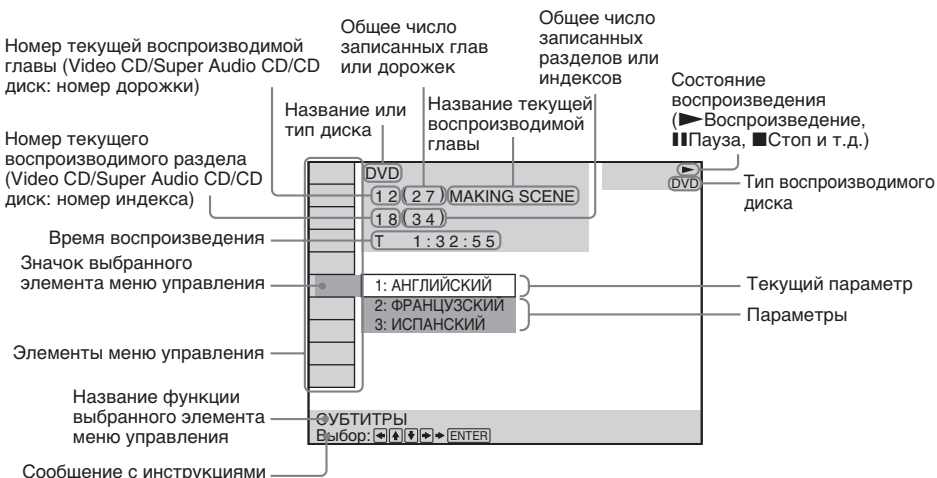 Номер текущей воспроизводимой
главы (Video CD/Super Audio CD/CD
диск: номер дорожки)
Общее число
записанных глав
или дорожек
Общее число
записанных
разделов или
индексов
Название или
тип диска
Название текущей
воспроизводимой
главы
Состояние
воспроизведения
(►Воспроизведение,
❚❚Пауза, ■Стоп и т.д.)
Номер текущего
воспроизводимого раздела
(Video CD/Super Audio CD/CD
диск: номер индекса)
Время воспроизведения
Значок выбранного
элемента меню управления
Элементы меню управления
Название функции
выбранного элемента
меню управления
Сообщение с инструкциями
DVD
1 2 ( 2 7 ) MAKING SCENE
1 8 ( 3 4 )
T 1 : 3 2 : 5 5
►
DVD
Тип воспроизводимого
диска
1: АНГЛИЙСКИЙ
2: ФРАНЦУЗСКИЙ
3: ИСПАНСКИЙ
Текущий параметр
Параметры
СУБТИТРЫ
Выбор: ←↑↓→ → ENTER